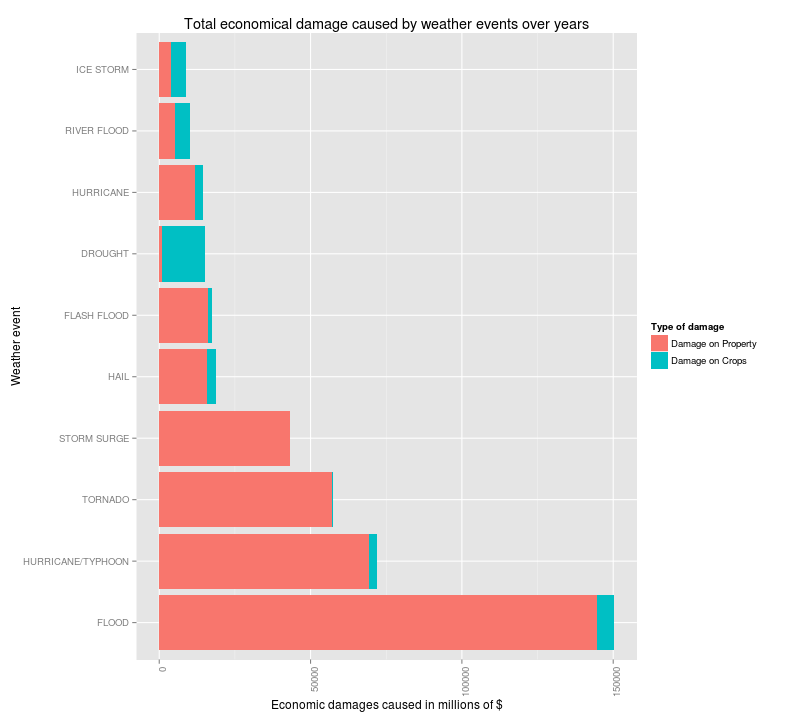 Total economical damage caused by weather events over years
ICE STORM
RIVER FLOOD
HURRICANE
DROUGHT
FLASH FLOOD
HAIL
STORM SURGE
TORNADO
HURRICANE/TYPHOON
FLOOD
Weather event
0
50000
100000
150000
Economic damages caused in millions of $
Type of damage
Damage on Property
Damage on Crops